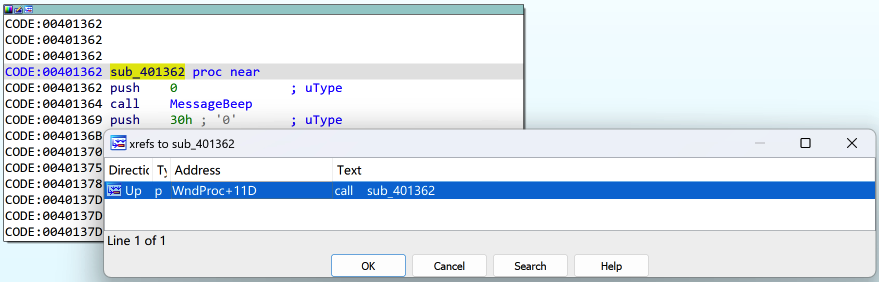 CODE:00401362
CODE:00401362
CODE:00401362
CODE:00401362 sub_401362 proc near
CODE:00401362 push 0 ; uType
CODE:00401364 call MessageBeep
CODE:00401369 push 30h ; '0' ; uType
CODE:0040136B
CODE:00401370
CODE:00401375
CODE:00401378
CODE:0040137D
CODE:0040137D
CODE:0040137D
xrefs to sub_401362
Directic Ty Address Text
Up p WndProc+11D call sub_401362
Line 1 of 1
OK Cancel Search Help